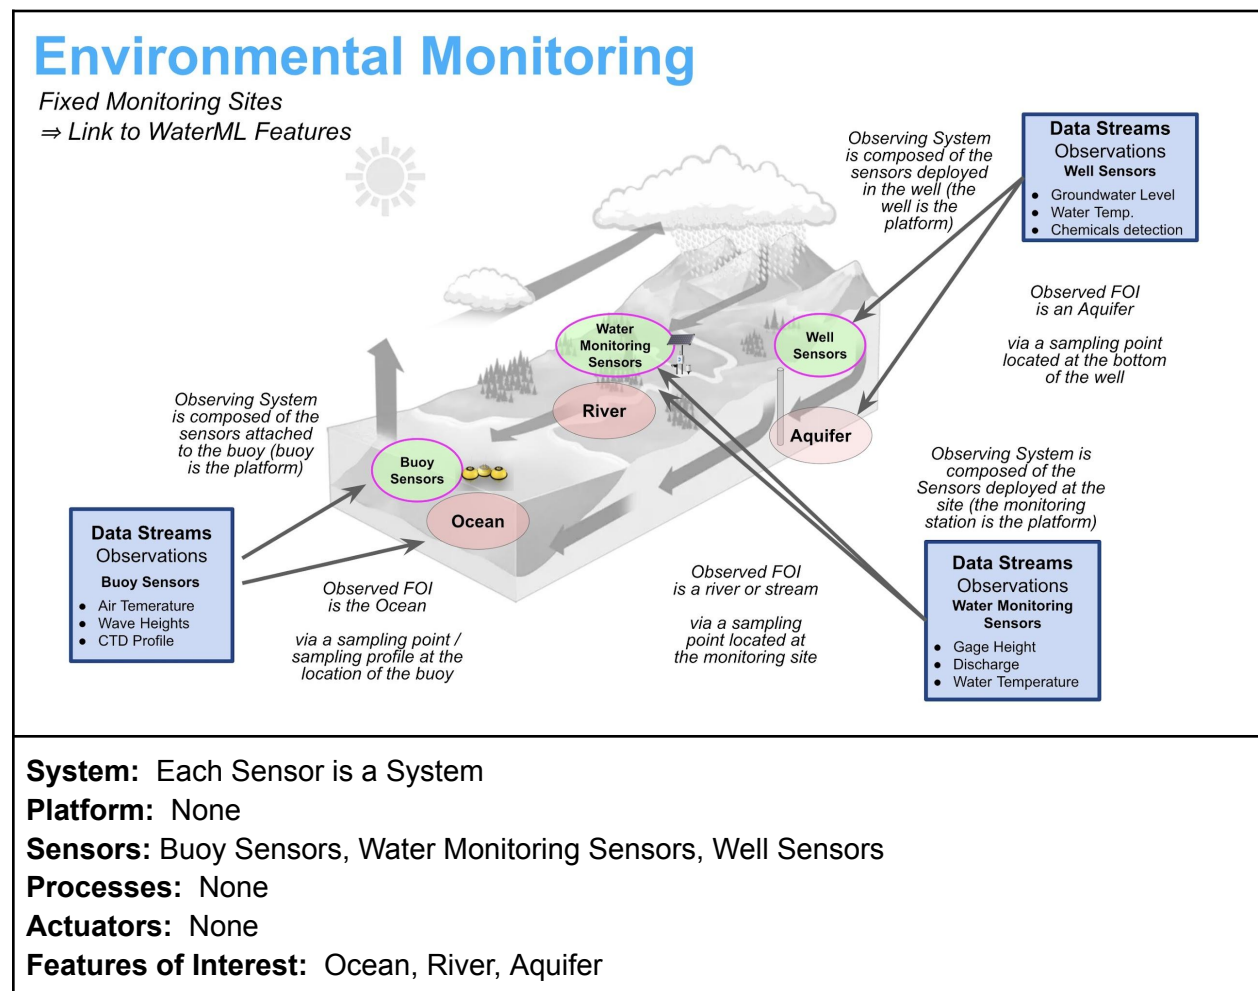 Environmental Monitoring
Fixed Monitoring Sites
⇒ Link to WaterML Features
Observing System
is composed of the
sensors deployed
in the well (the
well is the
platform)
Data Streams
Observations
Well Sensors
● Groundwater Level
● Water Temp.
● Chemicals detection
Observed FOI
is an Aquifer
via a sampling point
located at the bottom
of the well
Water
Monitoring
Sensors
Well
Sensors
River
Aquifer
Observing System
is composed of the
sensors attached
to the buoy (buoy
is the platform)
Buoy
Sensors
Ocean
Observing System is
composed of the
Sensors deployed at the
site (the monitoring
station is the platform)
Data Streams
Observations
Buoy Sensors
● Air Temerature
● Wave Heights
● CTD Profile
Observed FOI
is the Ocean
via a sampling point /
sampling profile at the
location of the buoy
Observed FOI
is a river or stream
via a sampling
point located at
the monitoring site
Data Streams
Observations
Water Monitoring
Sensors
● Gage Height
● Discharge
● Water Temperature
System: Each Sensor is a System
Platform: None
Sensors: Buoy Sensors, Water Monitoring Sensors, Well Sensors
Processes: None
Actuators: None
Features of Interest: Ocean, River, Aquifer